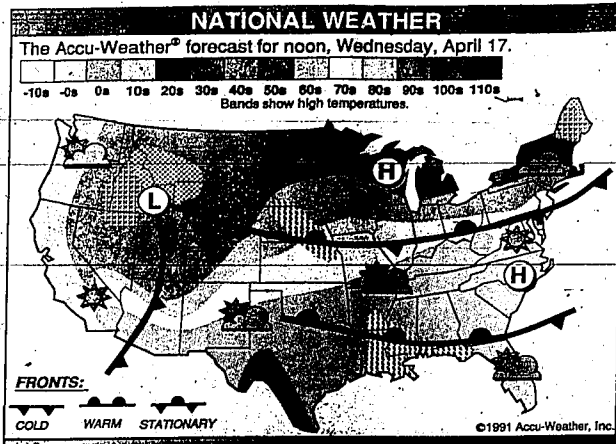 NATIONAL WEATHER
The Accu-Weather® forecast for noon, Wednesday, April 17.
-10s -0s 0s 10s 20s 30s 40s 50s 60s 70s 80s 90s 100s 110s
Bands show high temperatures.
H
L
H
FRONTS:
COLD WARM STATIONARY
©1991 Accu-Weather, Inc.